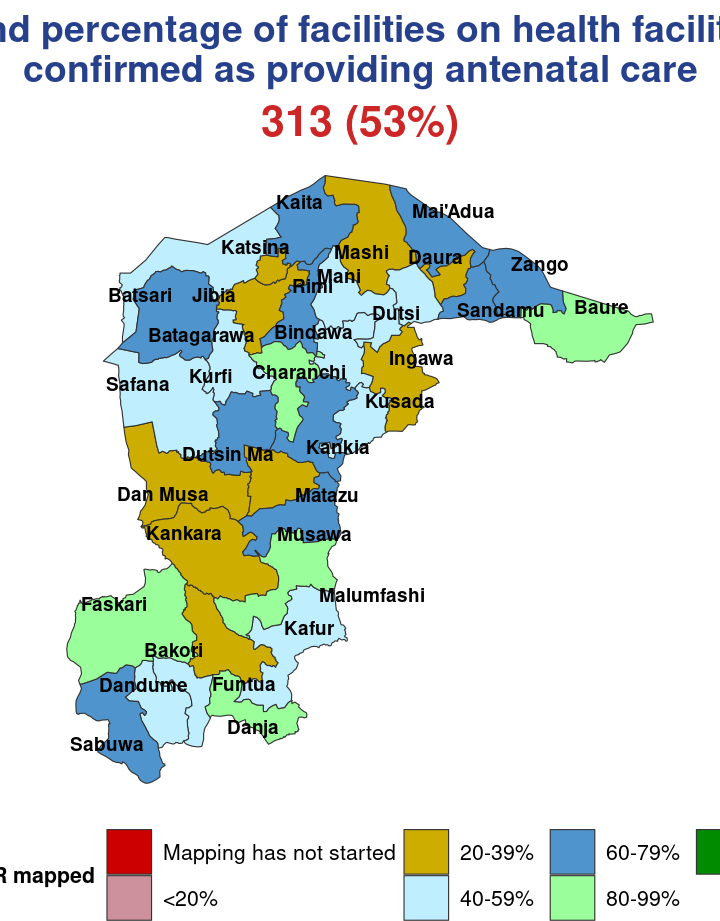 percentage of facilities on health
confirmed as providing antenatal care
313 (53%)
Kaita
Mai'Adua
Katsina
Mashi
Daura
Zango
Mani
Rimi
Batsari
Jibia
Dutsi
Sandamu
Baure
Batagarawa
Bindawa
Ingawa
Charanchi
Kurfi
Safana
Kusada
Kankia
Dutsin Ma
Dan Musa
Matazu
Kankara
Musawa
Malumfashi
Faskari
Kafur
Bakori
Dandume
Funtua
Danja
Sabuwa
Mapping has not started
20-39%
60-79%
R mapped
<20%
40-59%
80-99%